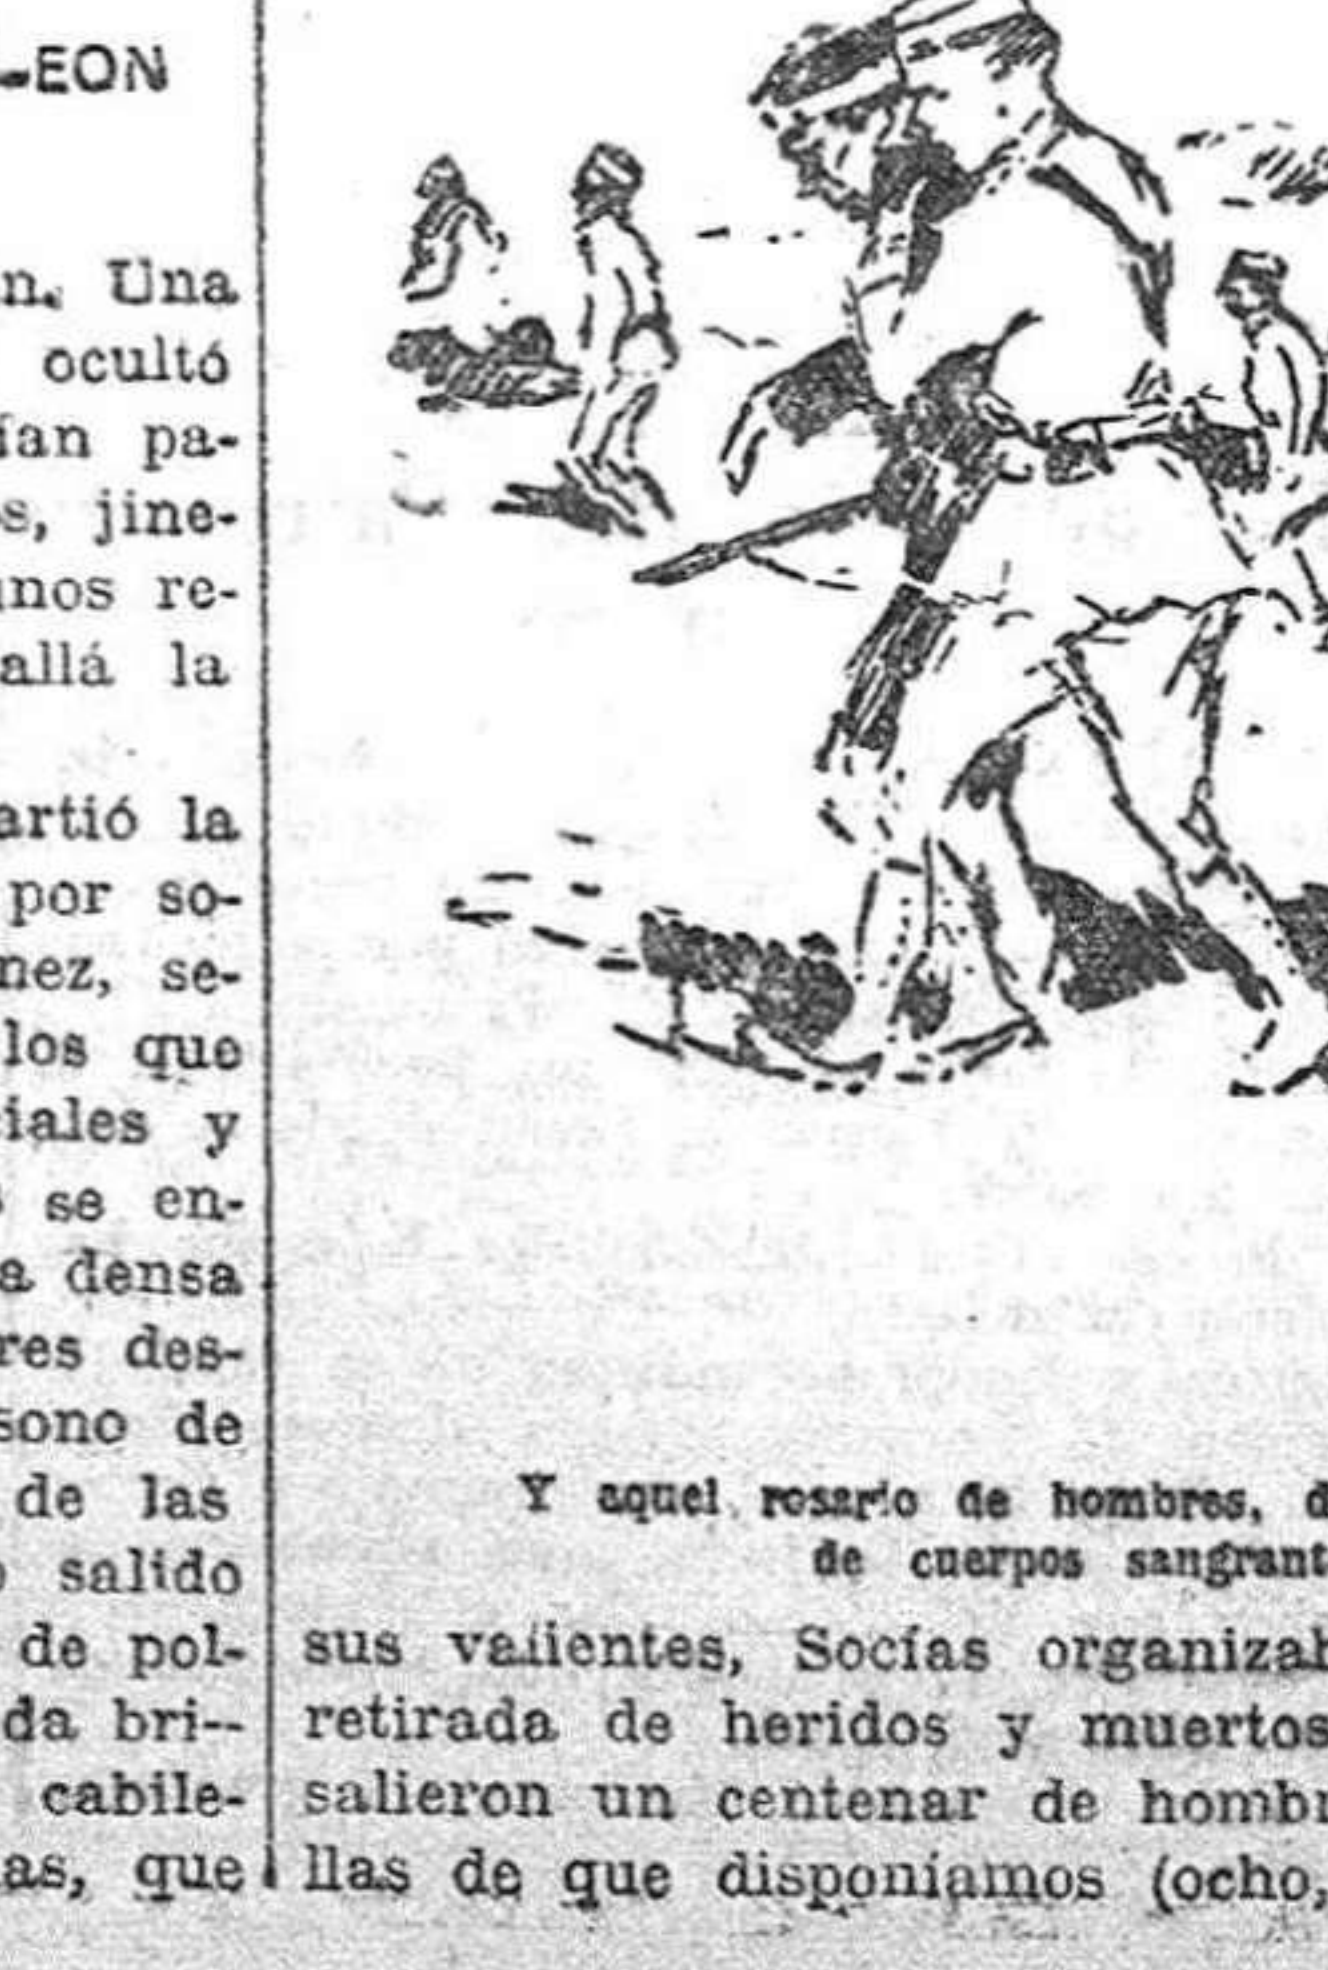 LEON
n. Una
ocultó
ían pa-
s, jine-
unos re-
allá la
artió la
por so-
nez, se-
los que
ciales y
s se en-
a densa
res des-
sono de
de las
o salido
de pol-
da bri--
cabile-
as, que
Y aquel rosario de hombres, d
de cuerpos sangrant
sus valientes, Socías organizab
retirada de heridos y muertos
salieron un centenar de hombr
llas de que disponíamos (ocho,